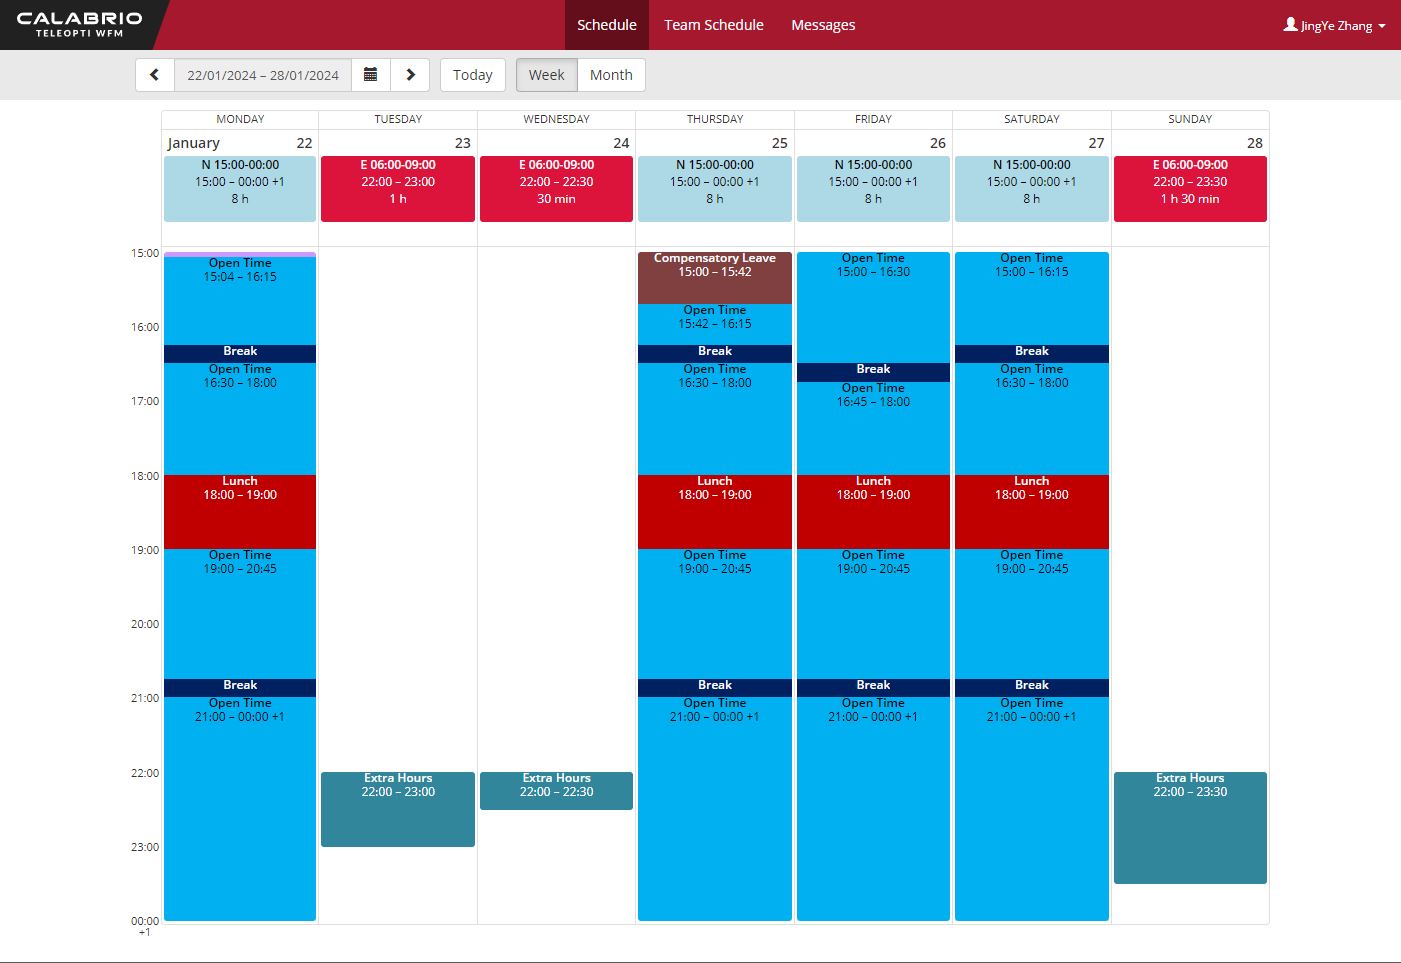 CALABRIO
TELEOPTI WFM
Schedule
Team Schedule
Messages
JingYe Zhang
22/01/2024 – 28/01/2024
Today
Week
Month
MONDAY
TUESDAY
WEDNESDAY
THURSDAY
FRIDAY
SATURDAY
SUNDAY
January 22
23
24
25
26
27
28
N 15:00-00:00
15:00 – 00:00 +1
8 h
E 06:00-09:00
22:00 – 23:00
1 h
E 06:00-09:00
22:00 – 22:30
30 min
N 15:00-00:00
15:00 – 00:00 +1
8 h
N 15:00-00:00
15:00 – 00:00 +1
8 h
N 15:00-00:00
15:00 – 00:00 +1
8 h
E 06:00-09:00
22:00 – 23:30
1 h 30 min
15:00
16:00
17:00
18:00
19:00
20:00
21:00
22:00
23:00
00:00
+1
Open Time
15:04 – 16:15
Break
Open Time
16:30 – 18:00
Lunch
18:00 – 19:00
Open Time
19:00 – 20:45
Break
Open Time
21:00 – 00:00 +1
Extra Hours
22:00 – 23:00
Extra Hours
22:00 – 22:30
Compensatory Leave
15:00 – 15:42
Open Time
15:42 – 16:15
Break
Open Time
16:30 – 18:00
Lunch
18:00 – 19:00
Open Time
19:00 – 20:45
Break
Open Time
21:00 – 00:00 +1
Open Time
15:00 – 16:30
Break
Open Time
16:45 – 18:00
Lunch
18:00 – 19:00
Open Time
19:00 – 20:45
Break
Open Time
21:00 – 00:00 +1
Open Time
15:00 – 16:15
Break
Open Time
16:30 – 18:00
Lunch
18:00 – 19:00
Open Time
19:00 – 20:45
Break
Open Time
21:00 – 00:00 +1
Extra Hours
22:00 – 23:30